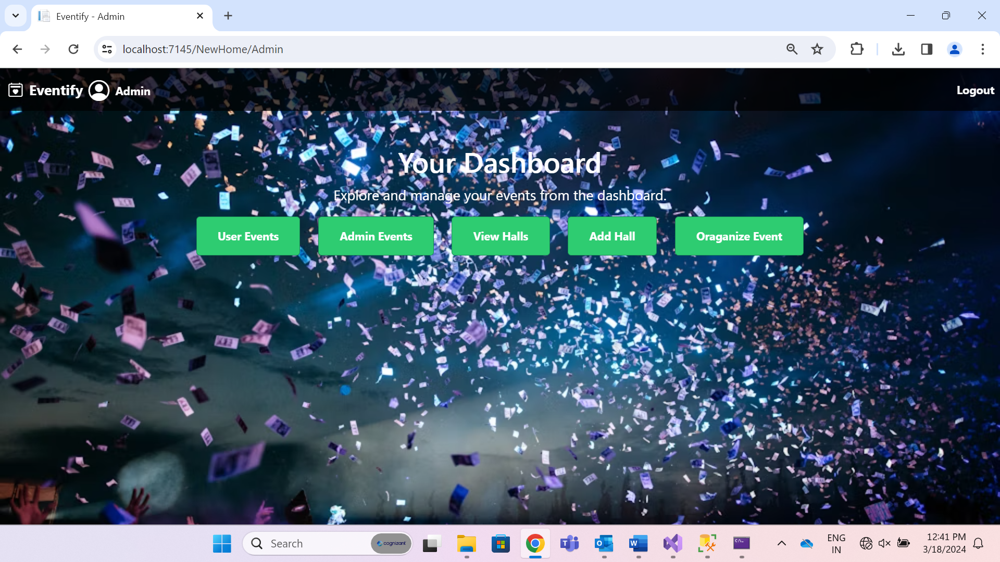 Eventify - Admin
localhost:7145/NewHome/Admin
Eventify Admin
Logout
Your Dashboard
Explore and manage your events from the dashboard.
User Events
Admin Events
View Halls
Add Hall
Oraganize Event
Search
cognizant
ENG
IN
12:41 PM
3/18/2024